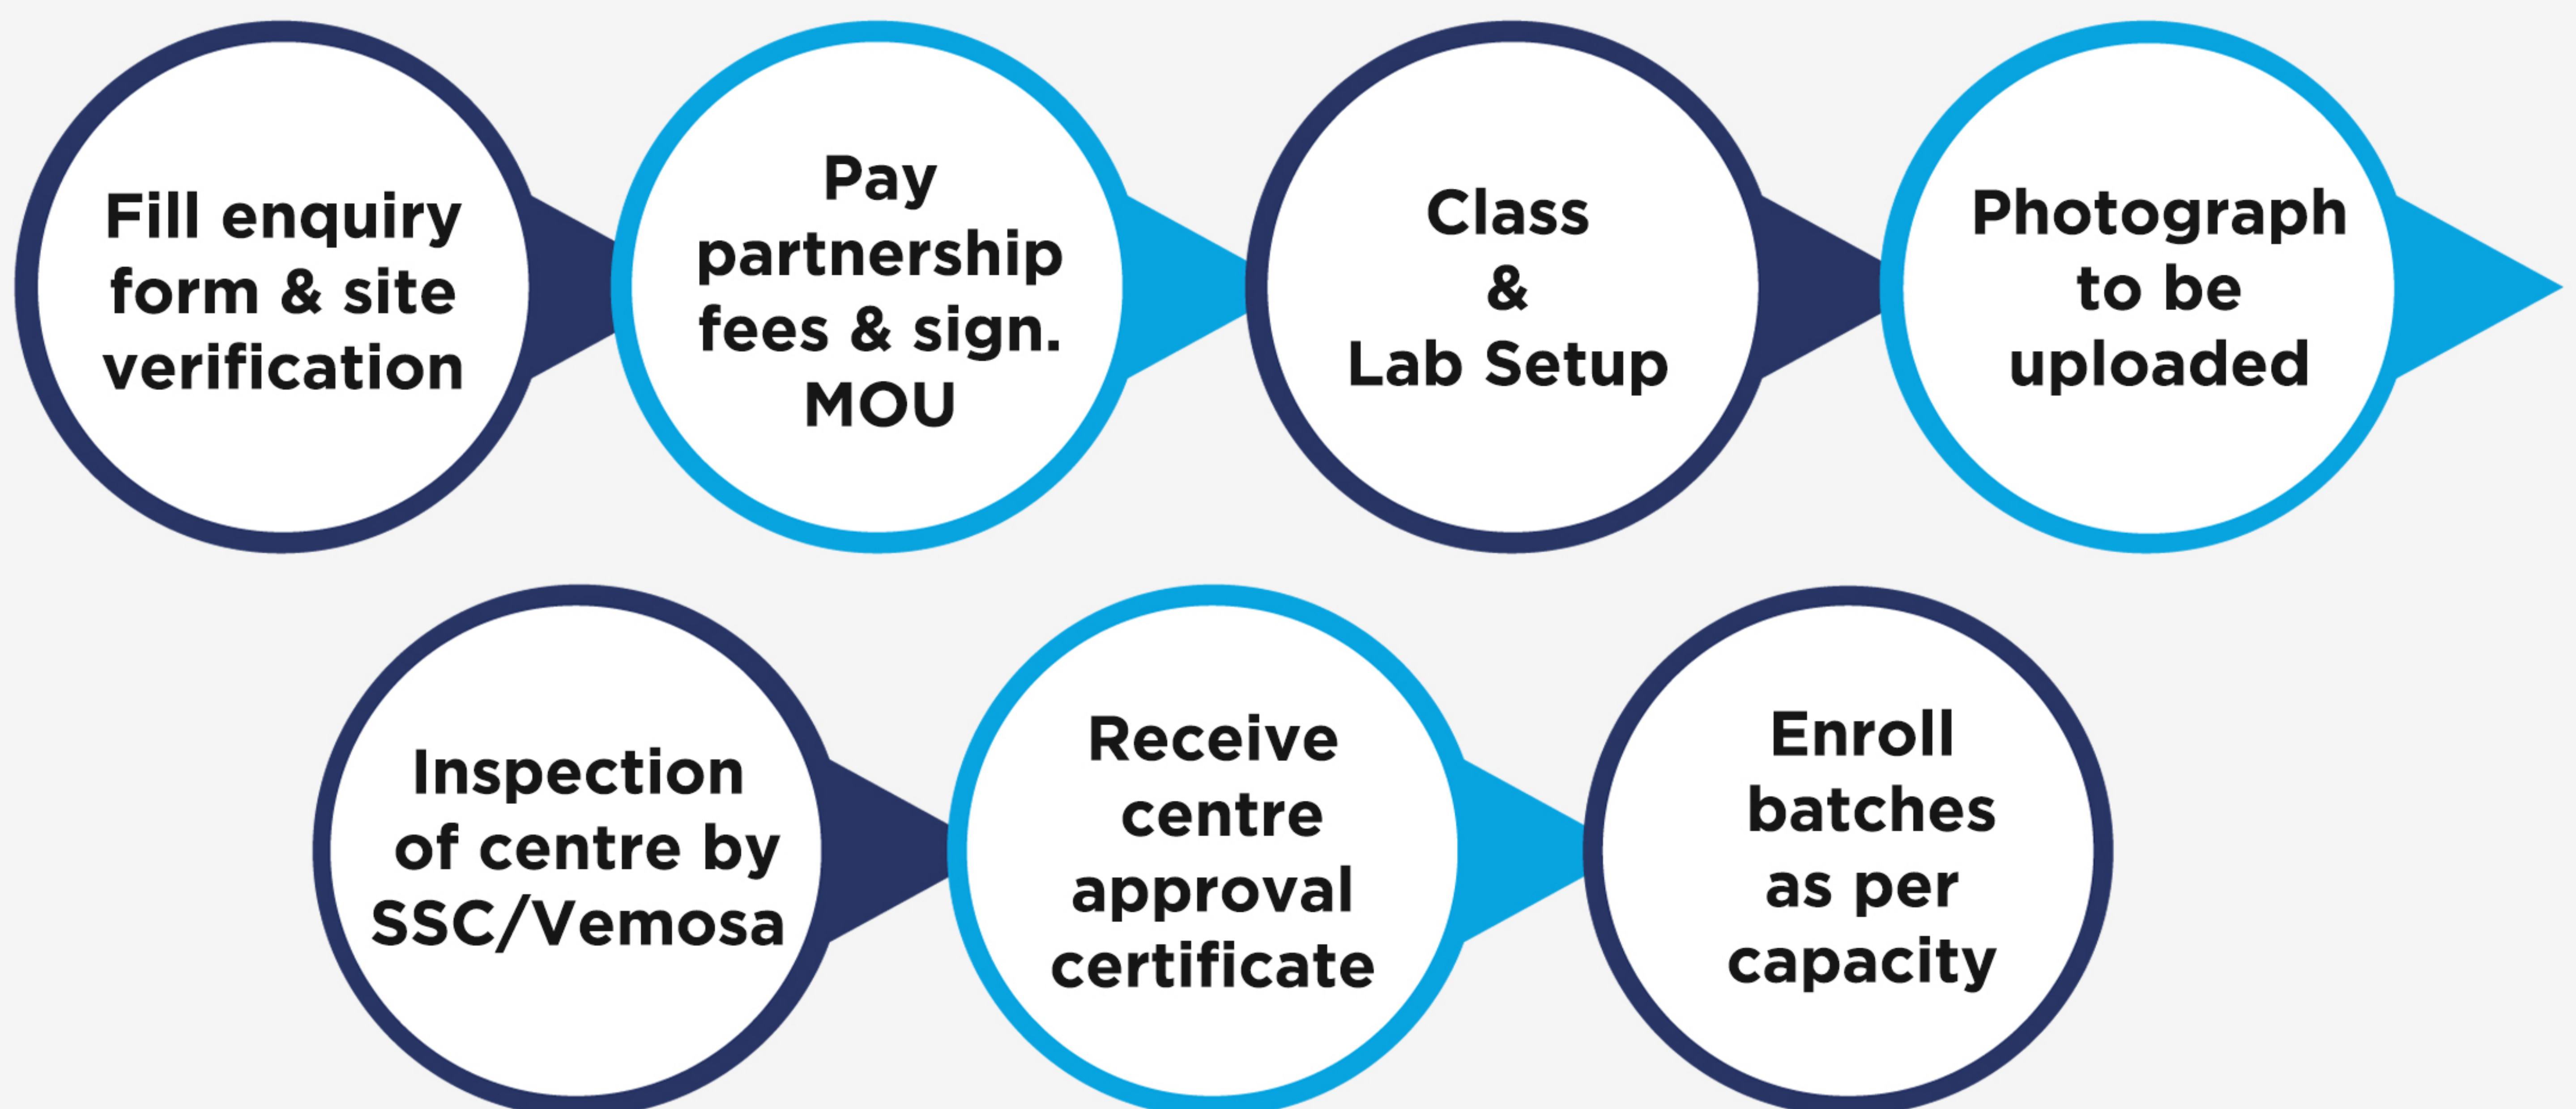 Fill enquiry
form & site
verification
Pay
partnership
fees & sign.
MOU
Class
&
Lab Setup
Photograph
to be
uploaded
Inspection
of centre by
SSC/Vemosa
Receive
centre
approval
certificate
Enroll
batches
as per
capacity